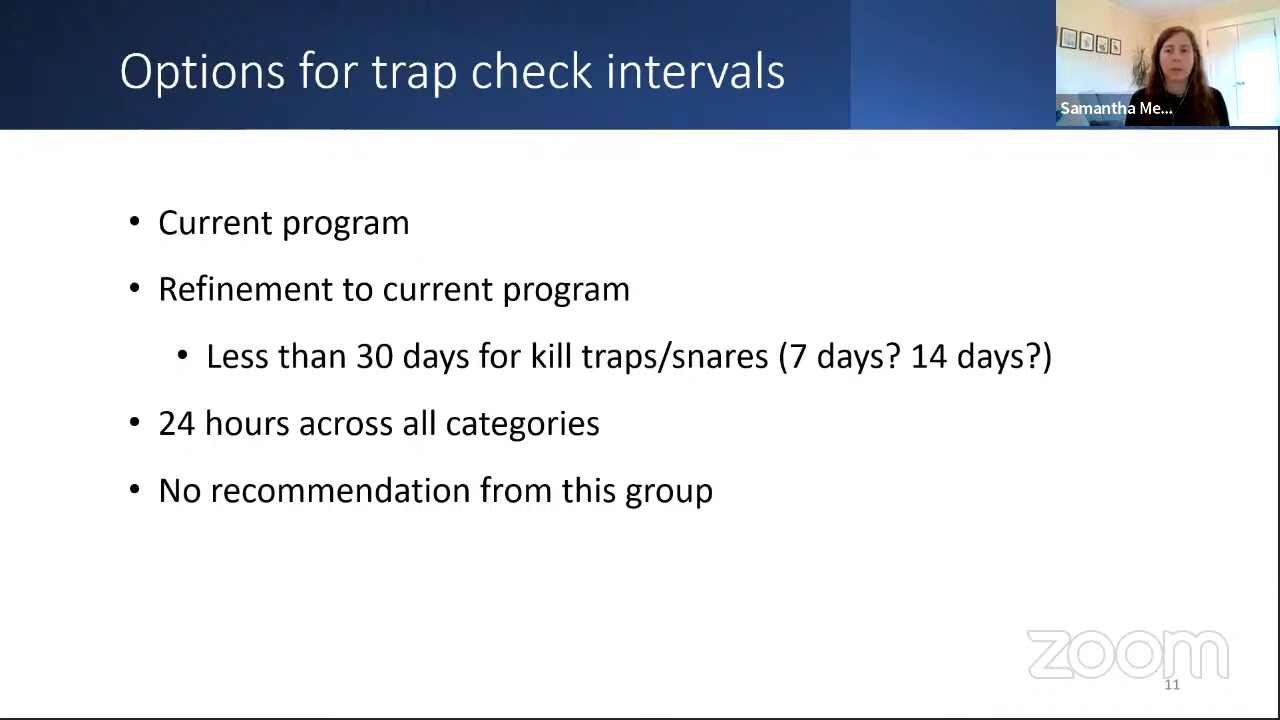 Options for trap check intervals
Samantha Me...
• Current program
• Refinement to current program
• Less than 30 days for kill traps/snares (7 days? 14 days?)
• 24 hours across all categories
• No recommendation from this group
zoom
11